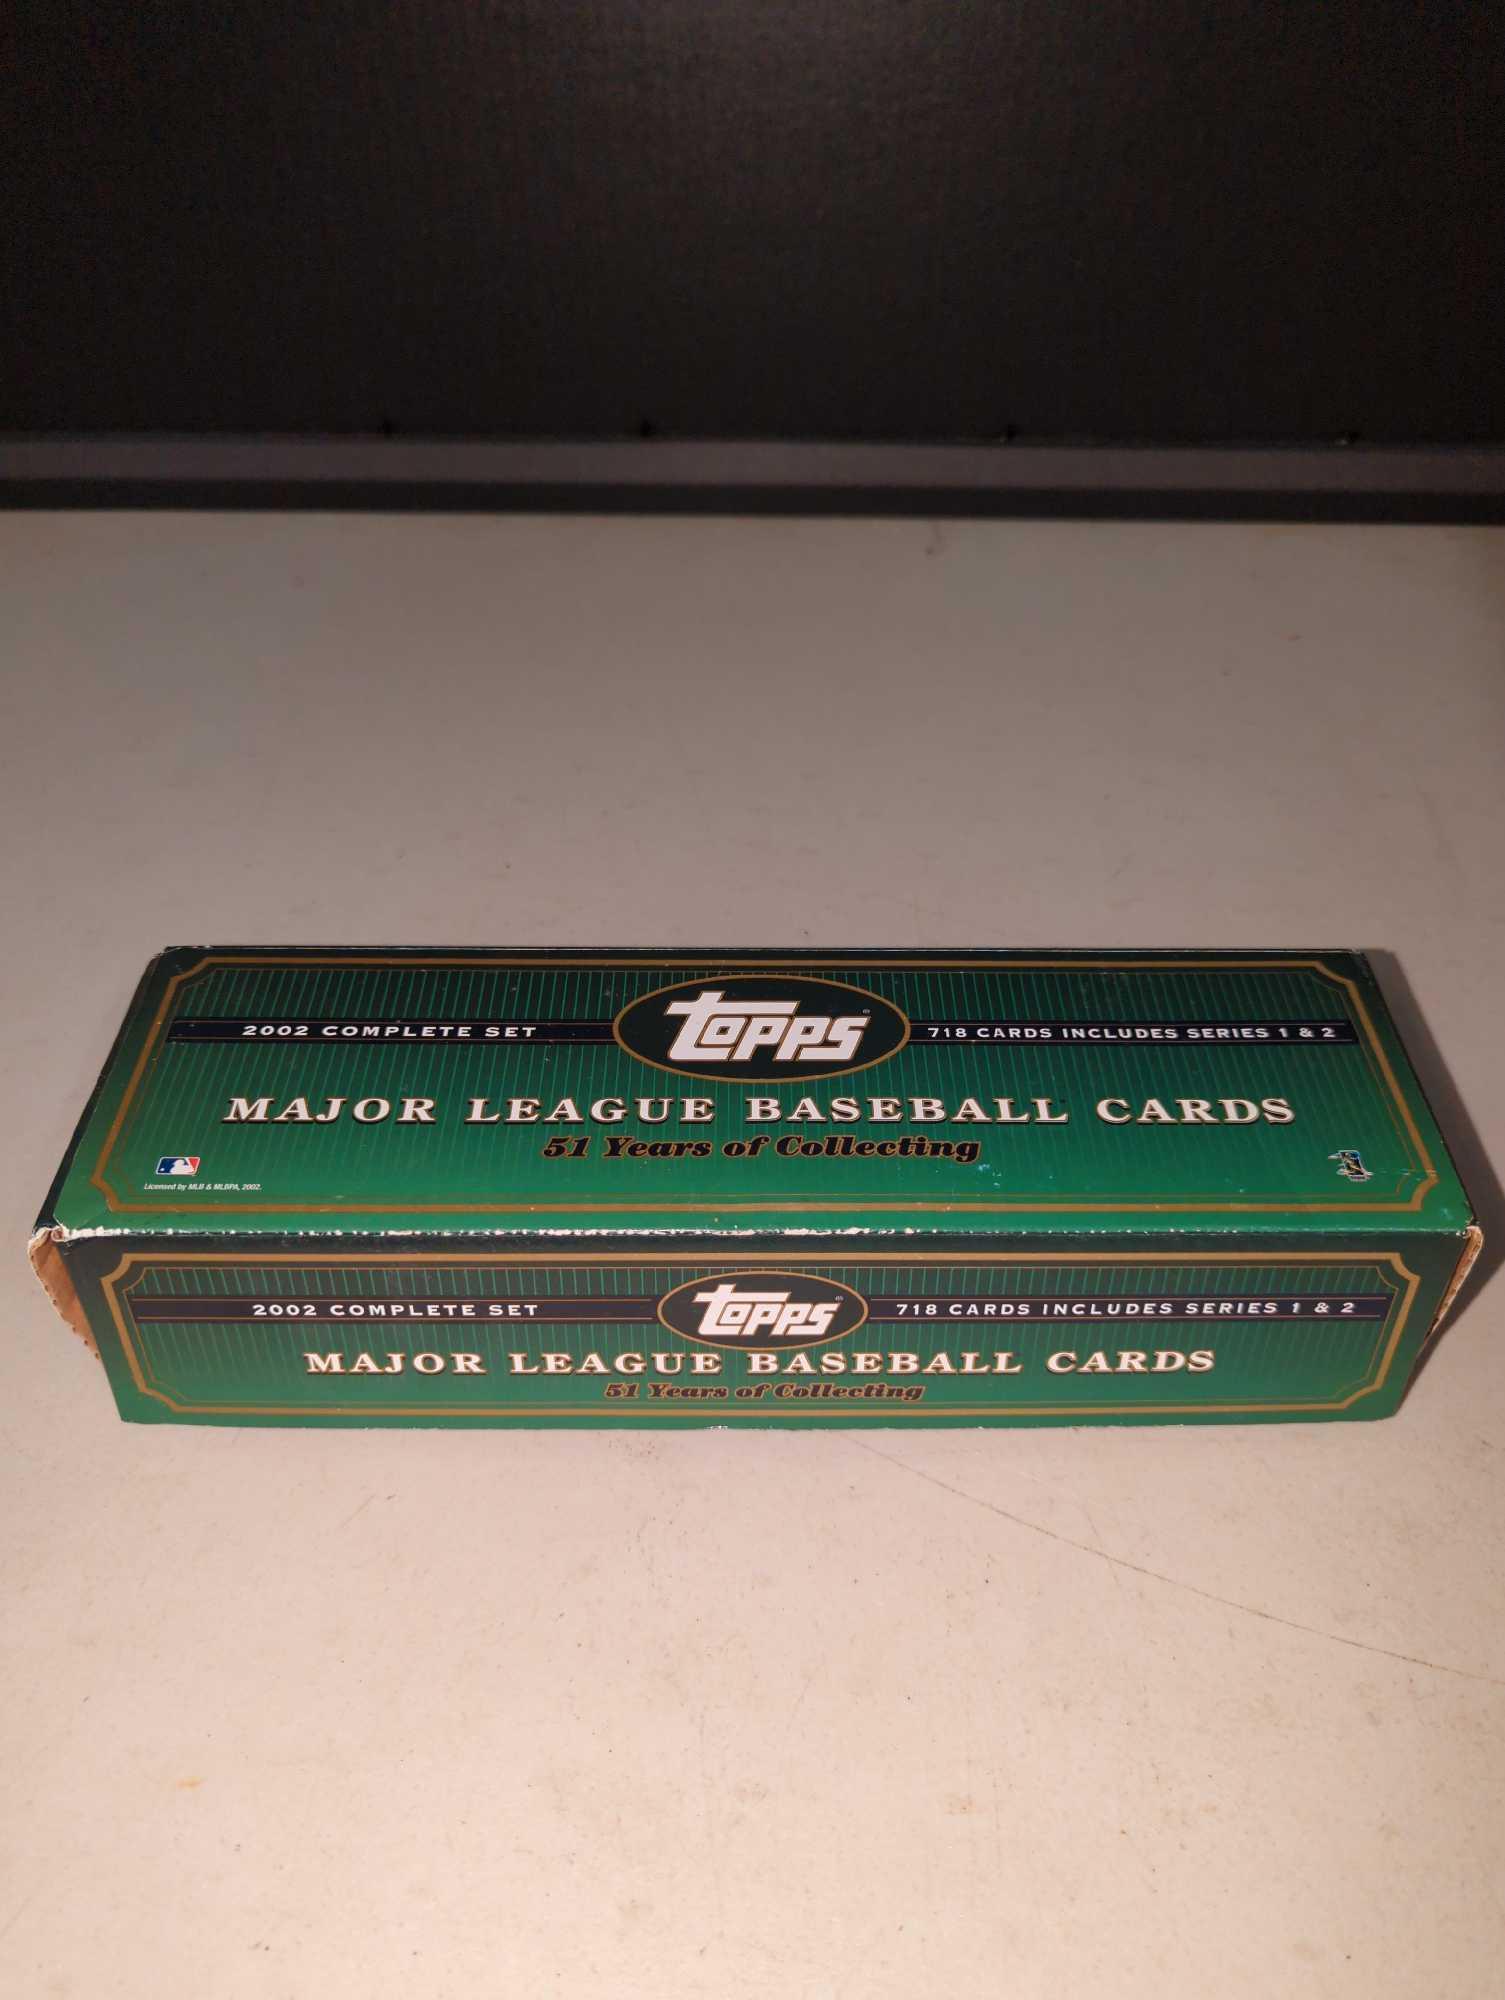 2002 COMPLETE SET
Topps®
718 CARDS INCLUDES SERIES 1 & 2
MAJOR LEAGUE BASEBALL CARDS
51 Years of Collecting
Licensed by MLB & MLBPA, 2002.
2002 COMPLETE SET
Topps®
718 CARDS INCLUDES SERIES 1 & 2
MAJOR LEAGUE BASEBALL CARDS
51 Years of Collecting